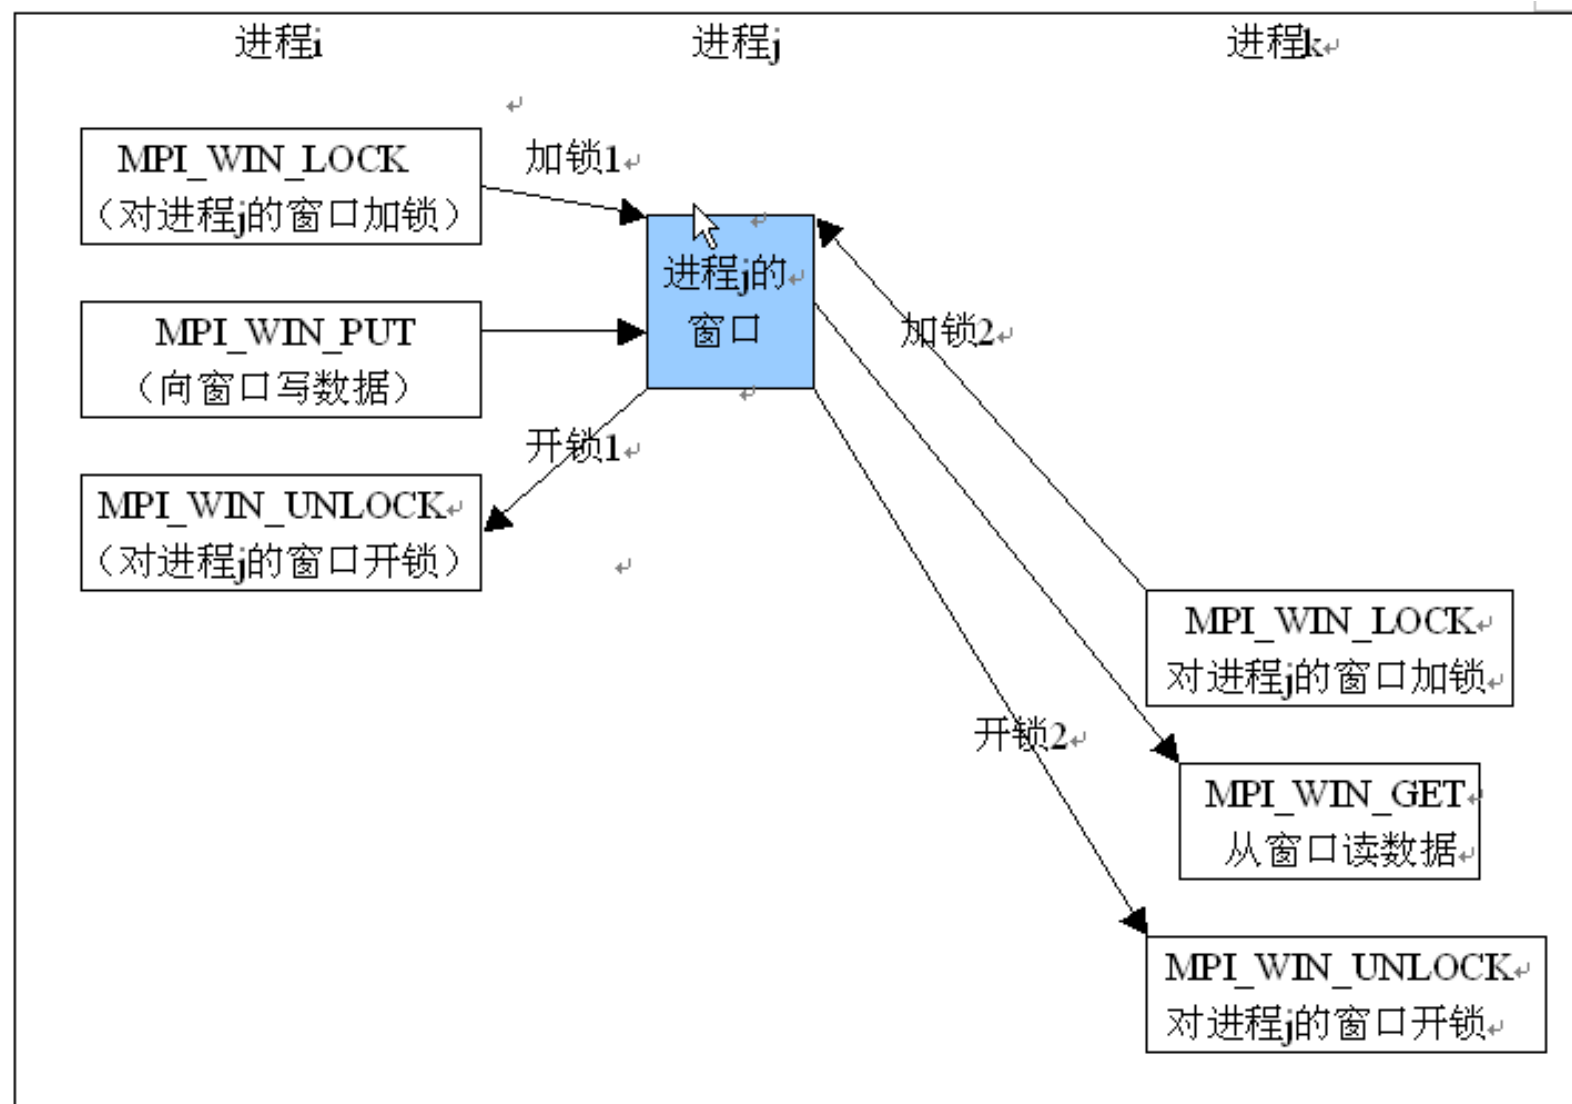 进程i
进程j
进程k
MPI_WIN_LOCK
（对进程j的窗口加锁）
加锁1
进程j的
窗口
MPI_WIN_PUT
（向窗口写数据）
加锁2
开锁1
MPI_WIN_UNLOCK
（对进程j的窗口开锁）
MPI_WIN_LOCK
对进程j的窗口加锁
开锁2
MPI_WIN_GET
从窗口读数据
MPI_WIN_UNLOCK
对进程j的窗口开锁